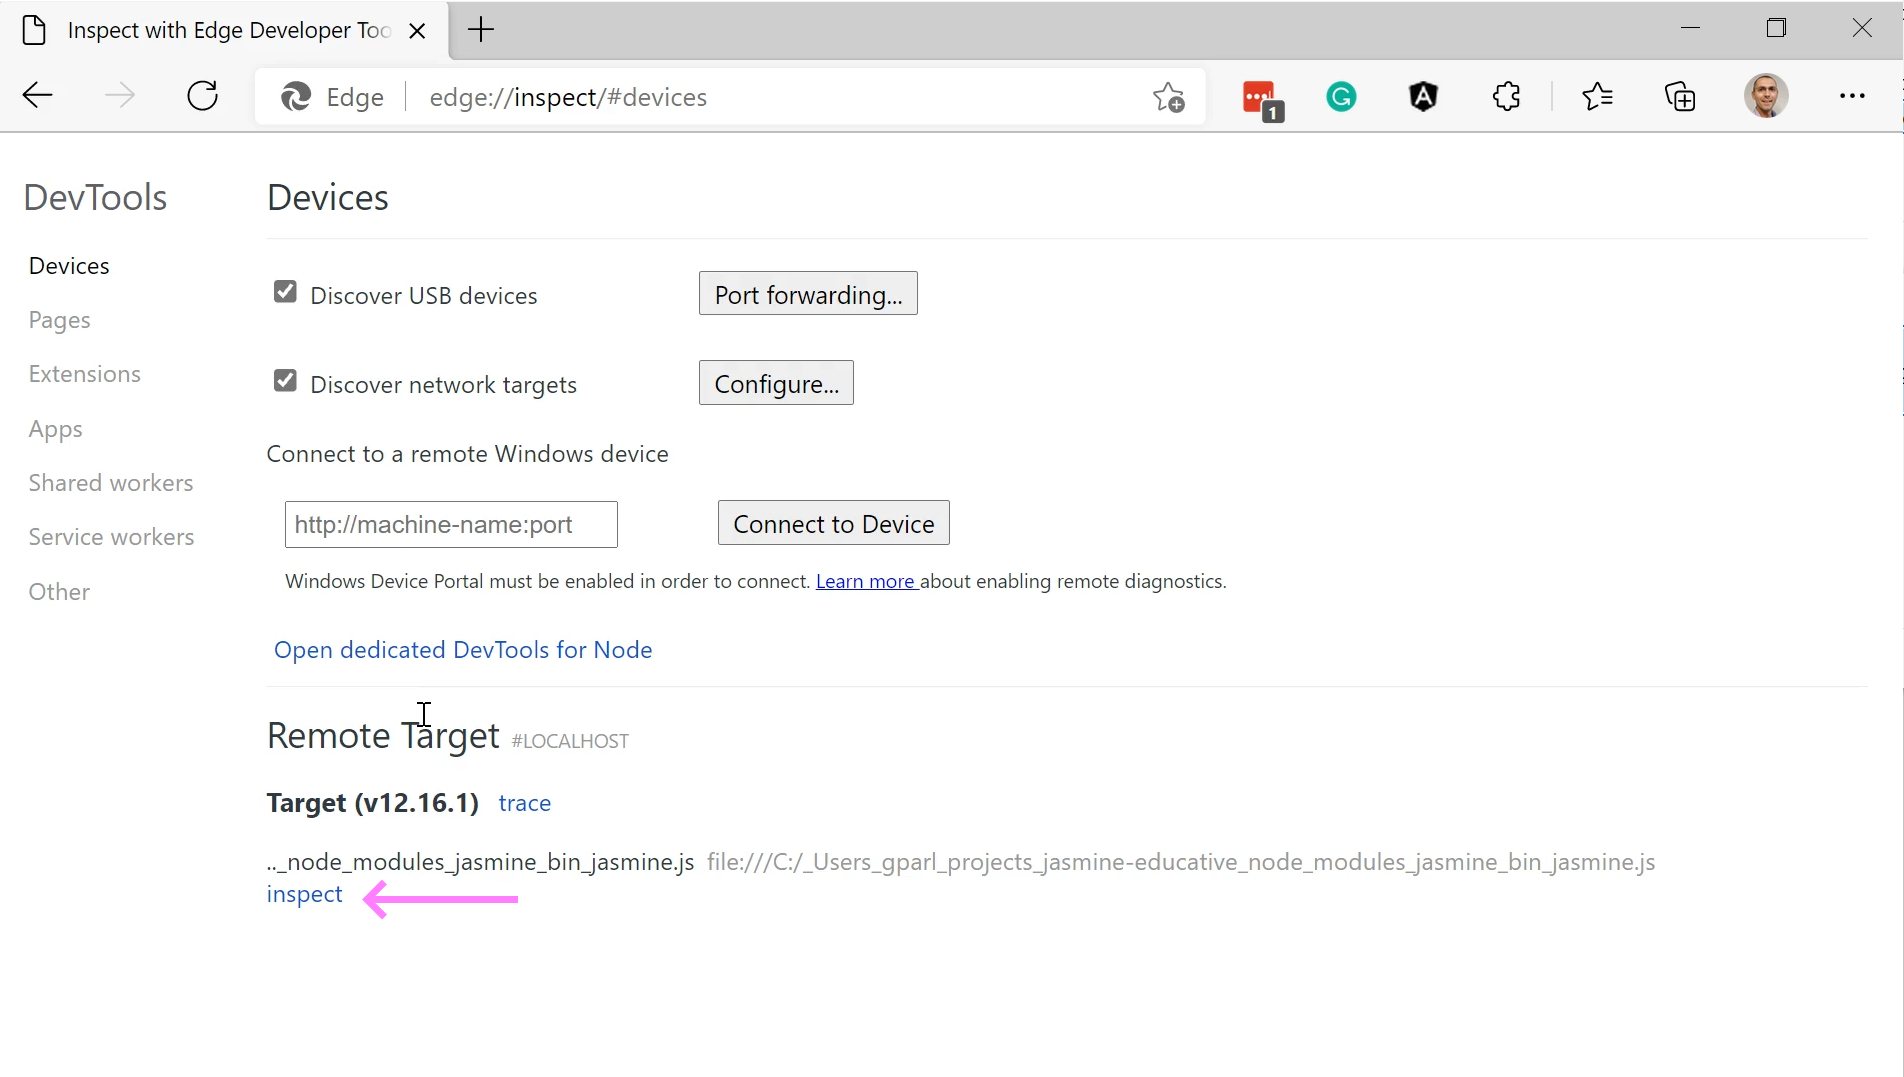 Inspect with Edge Developer Too
Edge
edge://inspect/#devices
1
G
A
DevTools
Devices
Pages
Extensions
Apps
Shared workers
Service workers
Other
Devices
Discover USB devices
Port forwarding...
Discover network targets
Configure...
Connect to a remote Windows device
http://machine-name:port
Connect to Device
Windows Device Portal must be enabled in order to connect. Learn more about enabling remote diagnostics.
Open dedicated DevTools for Node
Remote Target #LOCALHOST
Target (v12.16.1) trace
.._node_modules_jasmine_bin_jasmine.js file:///C:/_Users_gparl_projects_jasmine-educative_node_modules_jasmine_bin_jasmine.js
inspect